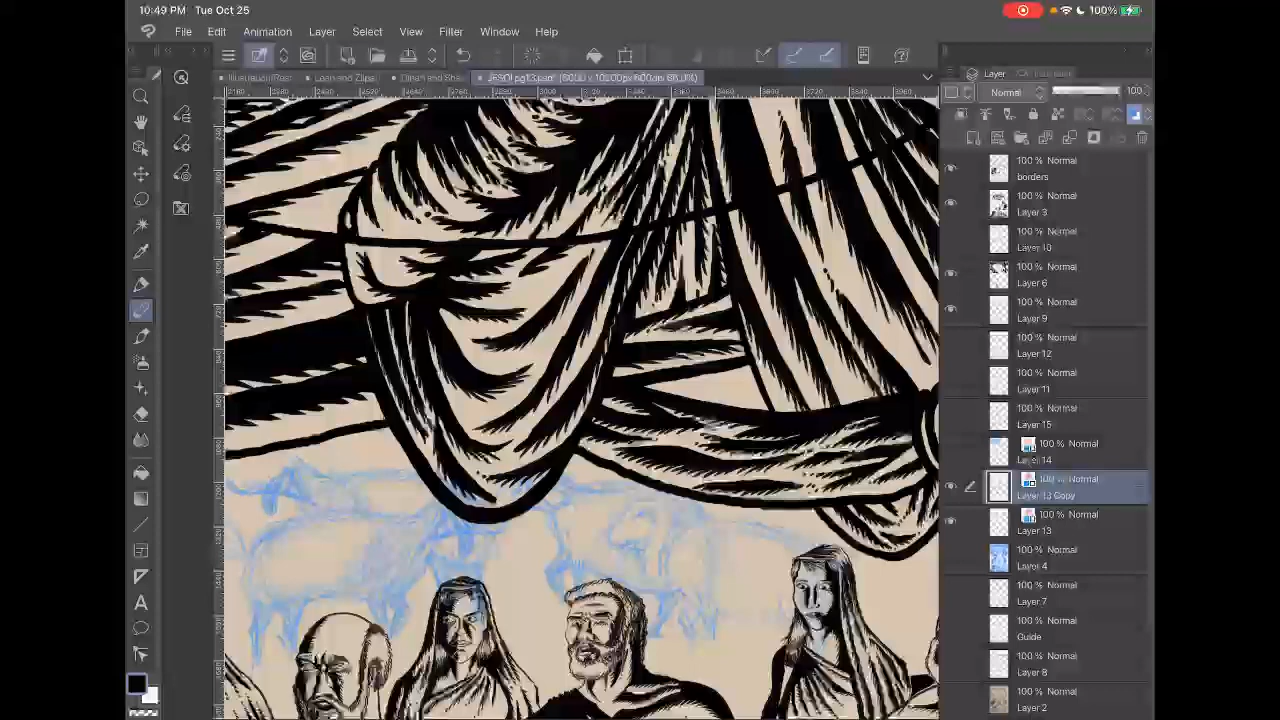 10:49 PM Tue Oct 25
100%
File Edit Animation Layer Select View Filter Window Help
Layer
Normal 100
100 % Normal
borders
100 % Normal
Layer 3
100 % Normal
Layer 10
100 % Normal
Layer 6
100 % Normal
Layer 9
100 % Normal
Layer 12
100 % Normal
Layer 11
100 % Normal
Layer 15
100 % Normal
Layer 14
100 % Normal
Layer 13 Copy
100 % Normal
Layer 13
100 % Normal
Layer 4
100 % Normal
Layer 7
100 % Normal
Guide
100 % Normal
Layer 8
100 % Normal
Layer 2